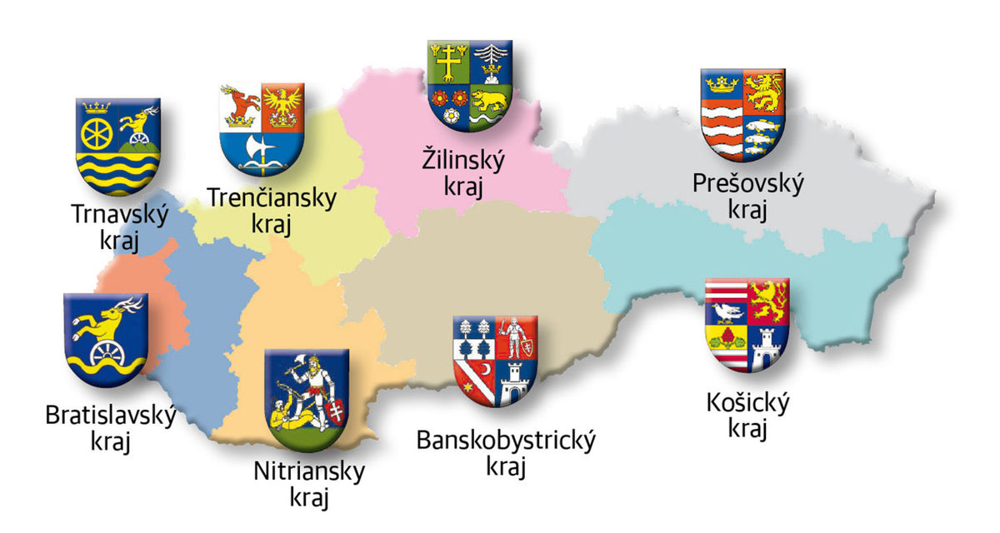 Žilinský
kraj
Prešovský
kraj
Trenčiansky
kraj
Trnavský
kraj
Košický
kraj
Bratislavský
kraj
Banskobystrický
kraj
Nitriansky
kraj